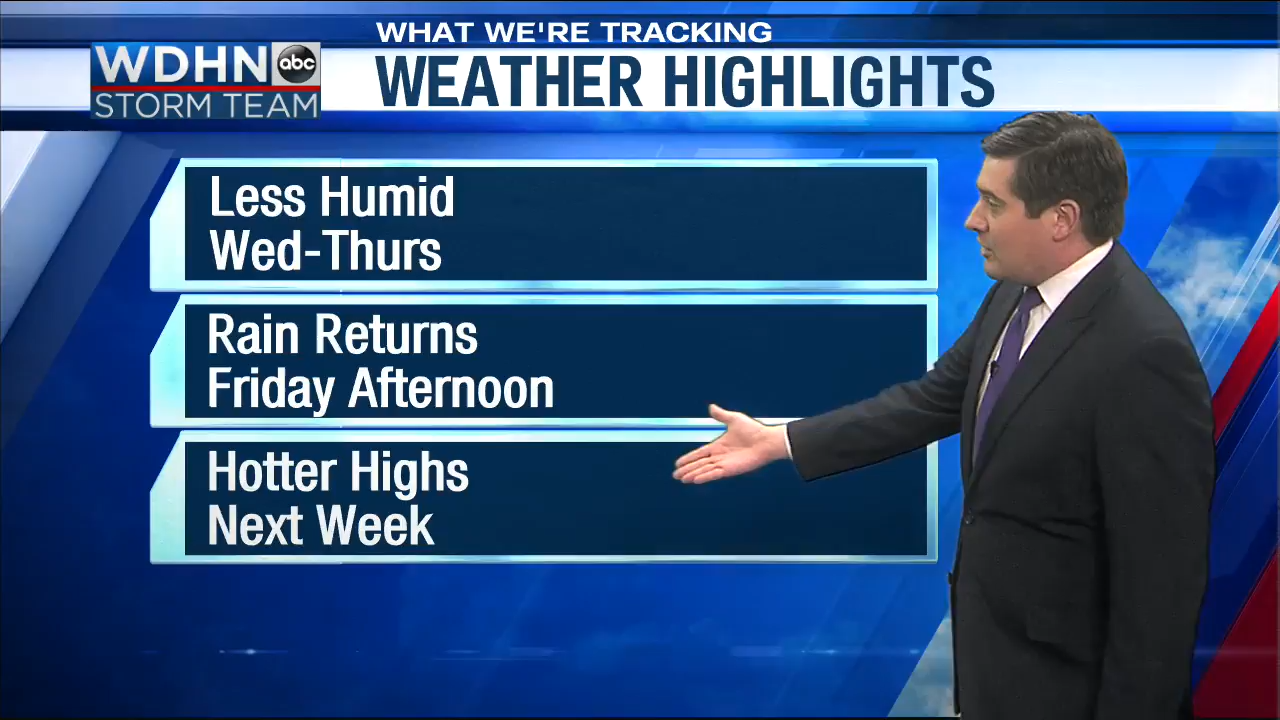 WHAT WE'RE TRACKING
WDHN abc
STORM TEAM
WEATHER HIGHLIGHTS
Less Humid
Wed-Thurs
Rain Returns
Friday Afternoon
Hotter Highs
Next Week